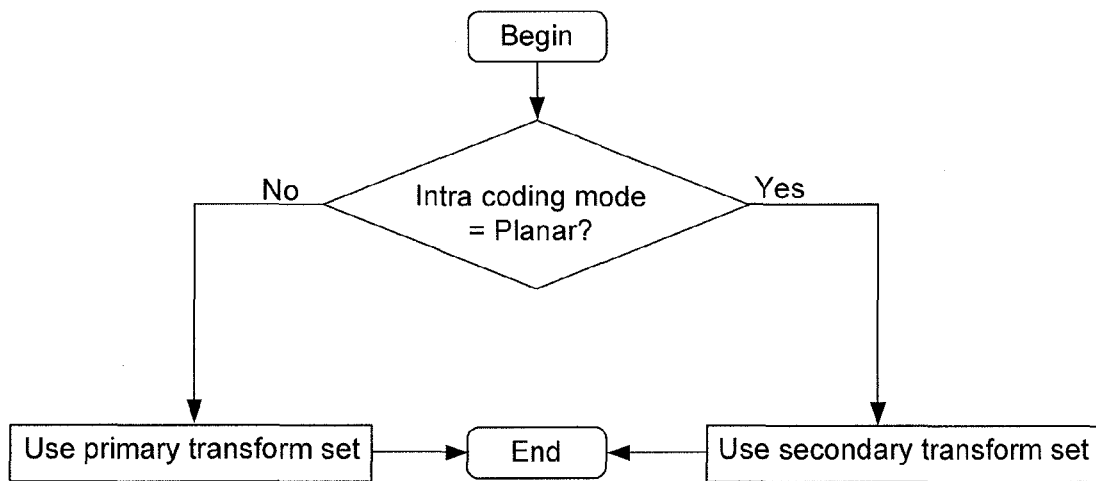 Begin
No
Intra coding mode
= Planar?
Yes
Use primary transform set
End
Use secondary transform set